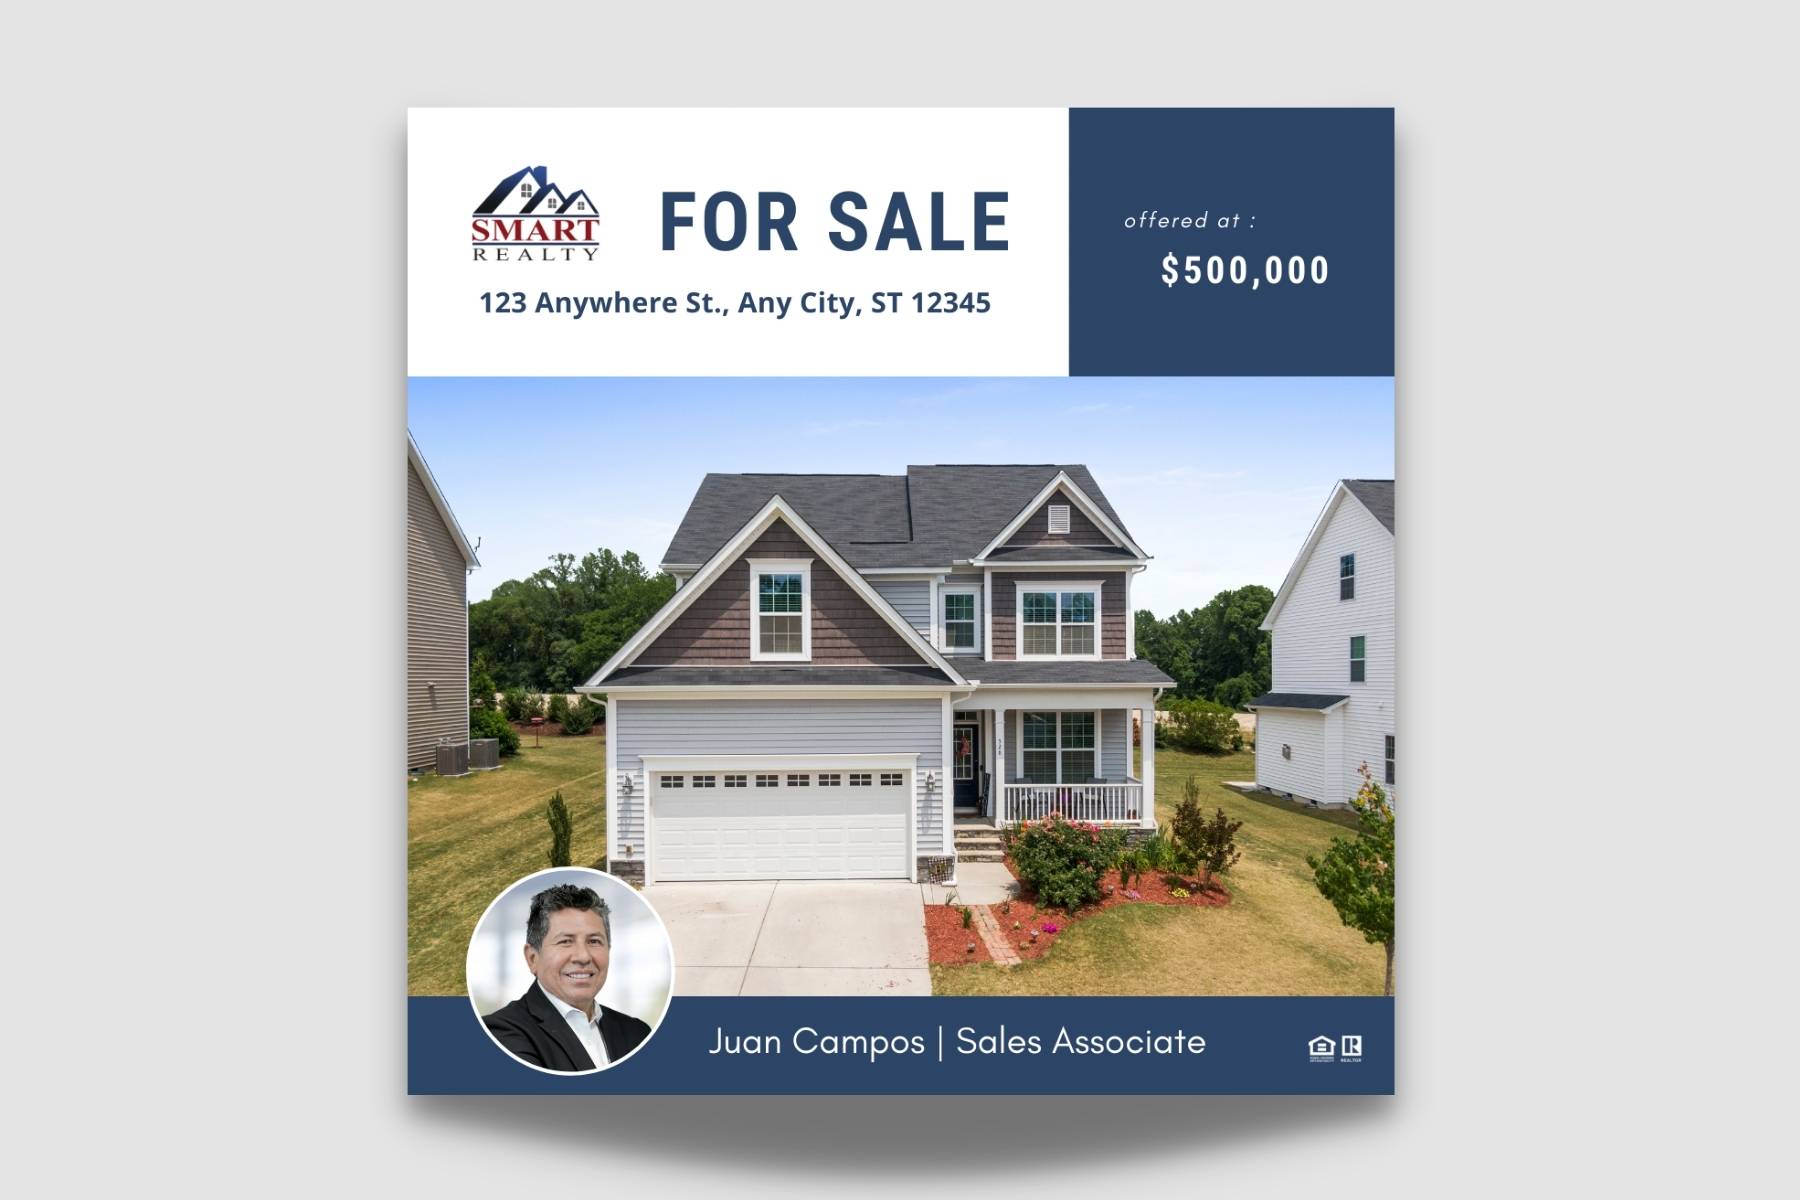 SMART
REALTY
FOR SALE
123 Anywhere St., Any City, ST 12345
offered at :
$500,000
Juan Campos | Sales Associate
REALTOR